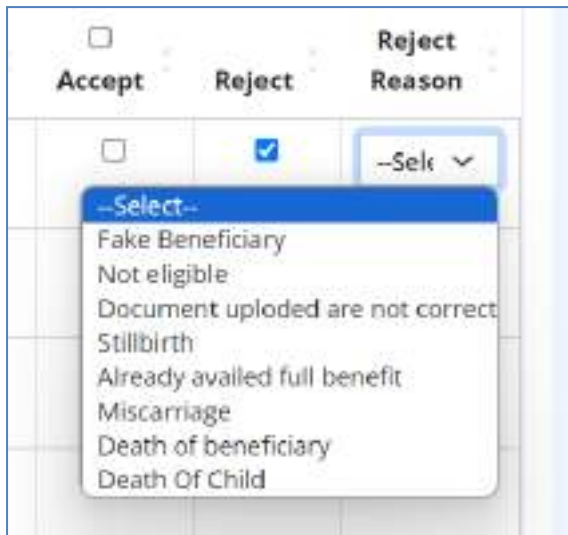 Accept
Reject
Reject
Reason
--Sele
--Select--
Fake Beneficiary
Not eligible
Document uploded are not correct
Stillbirth
Already availed full benefit
Miscarriage
Death of beneficiary
Death Of Child